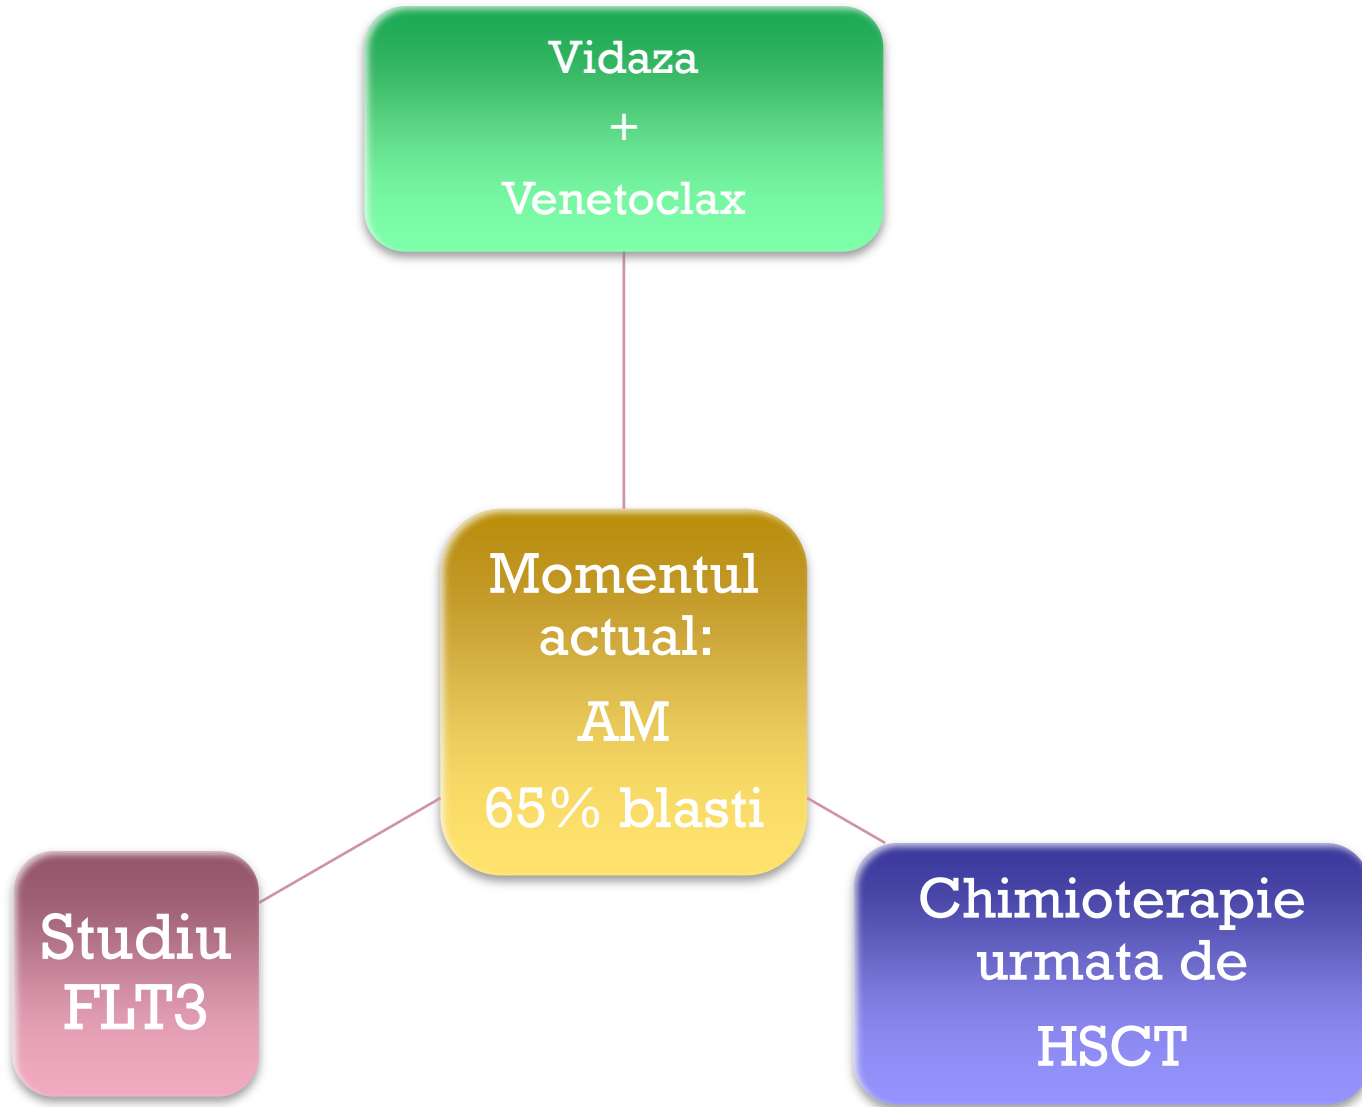 Vidaza
+
Venetoclax
Momentul
actual:
AM
65% blasti
Studiu
FLT3
Chimioterapie
urmata de
HSCT